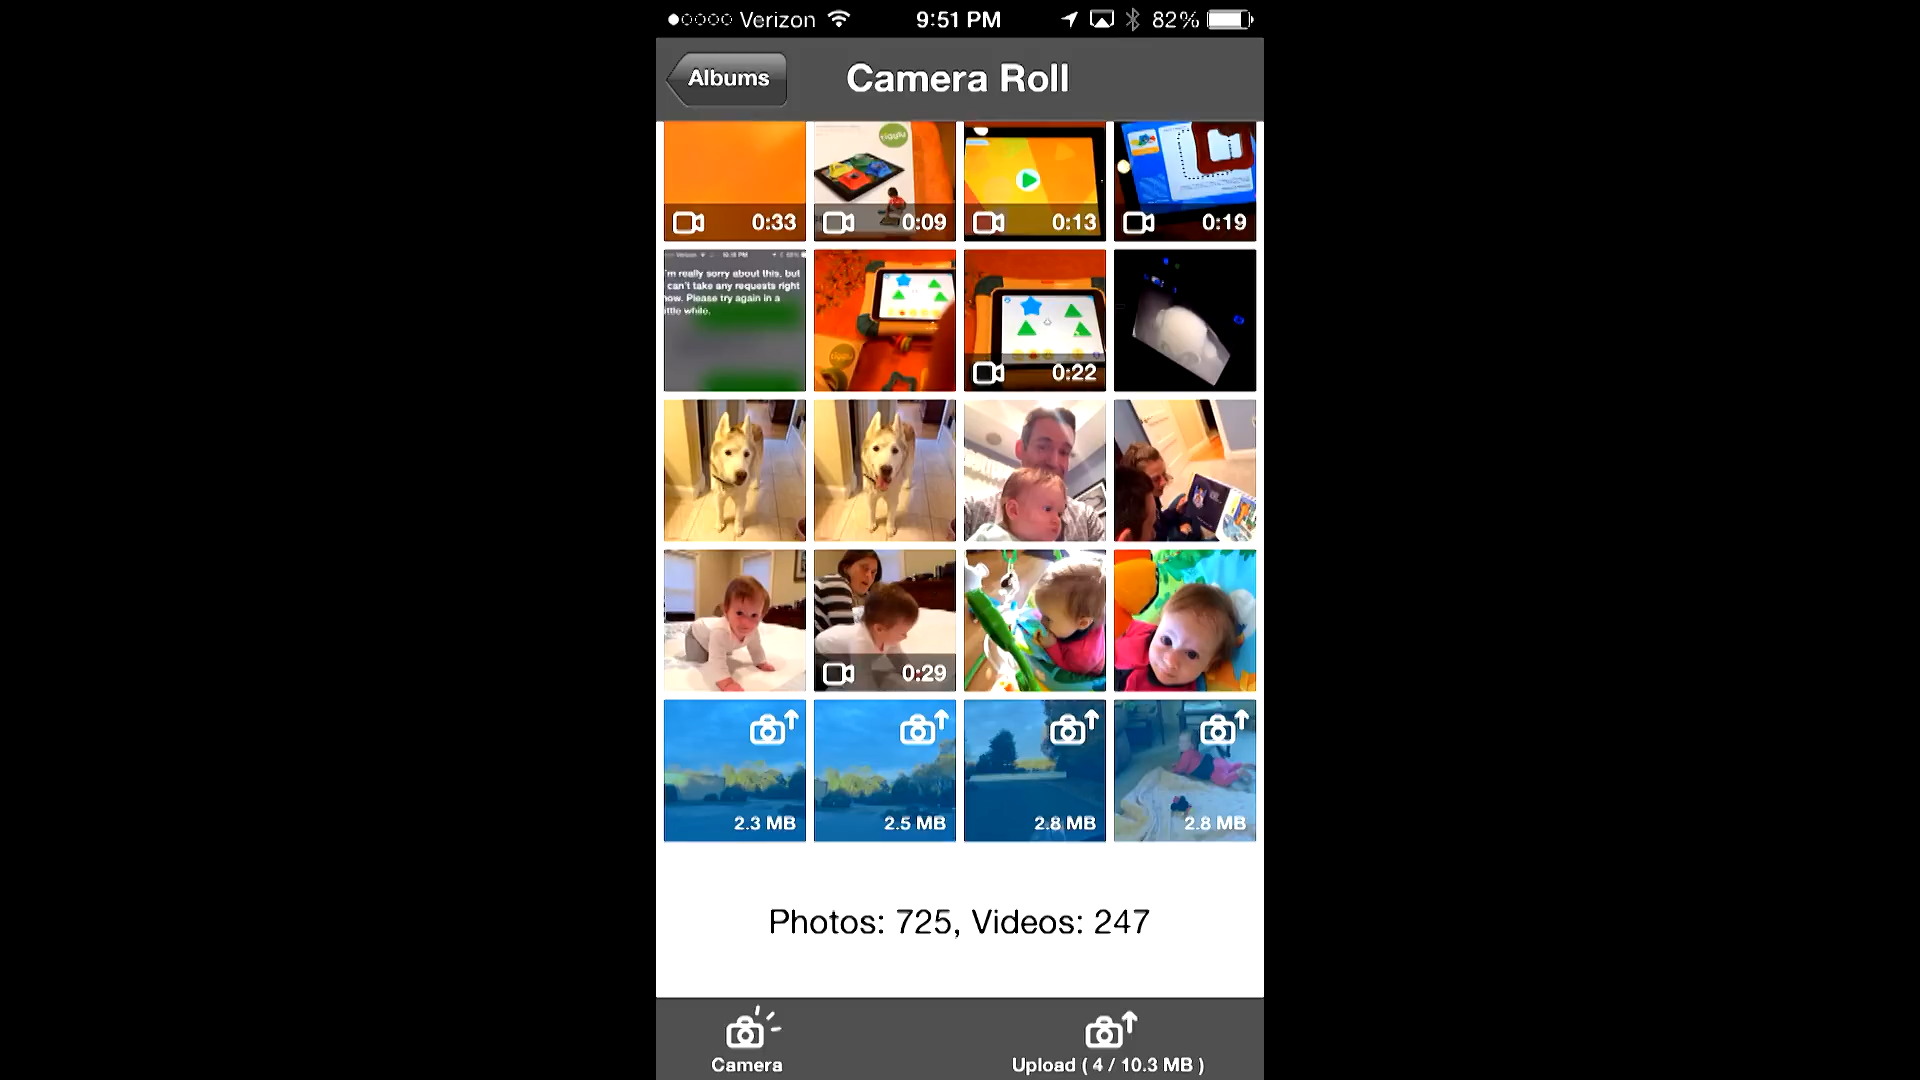 Verizon 9:51 PM 82%
Albums Camera Roll
tiggly
0:33 0:09 0:13 0:19
'm really sorry about this, but
can't take any requests right
now. Please try again in a
ittle while.
0:22
0:29
2.3 MB 2.5 MB 2.8 MB 2.8 MB
Photos: 725, Videos: 247
Camera Upload ( 4 / 10.3 MB )